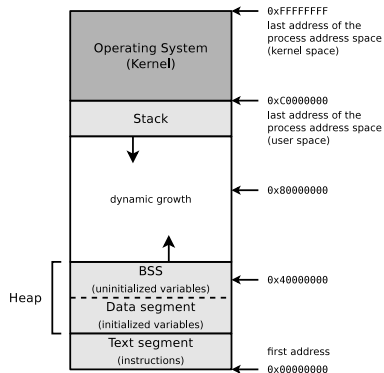 0xFFFFFFFF
last address of the
process address space
(kernel space)
Operating System
(Kernel)
0xC0000000
last address of the
process address space
(user space)
Stack
dynamic growth
0x80000000
BSS
(uninitialized variables)
0x40000000
Heap
Data segment
(initialized variables)
Text segment
(instructions)
first address
0x00000000